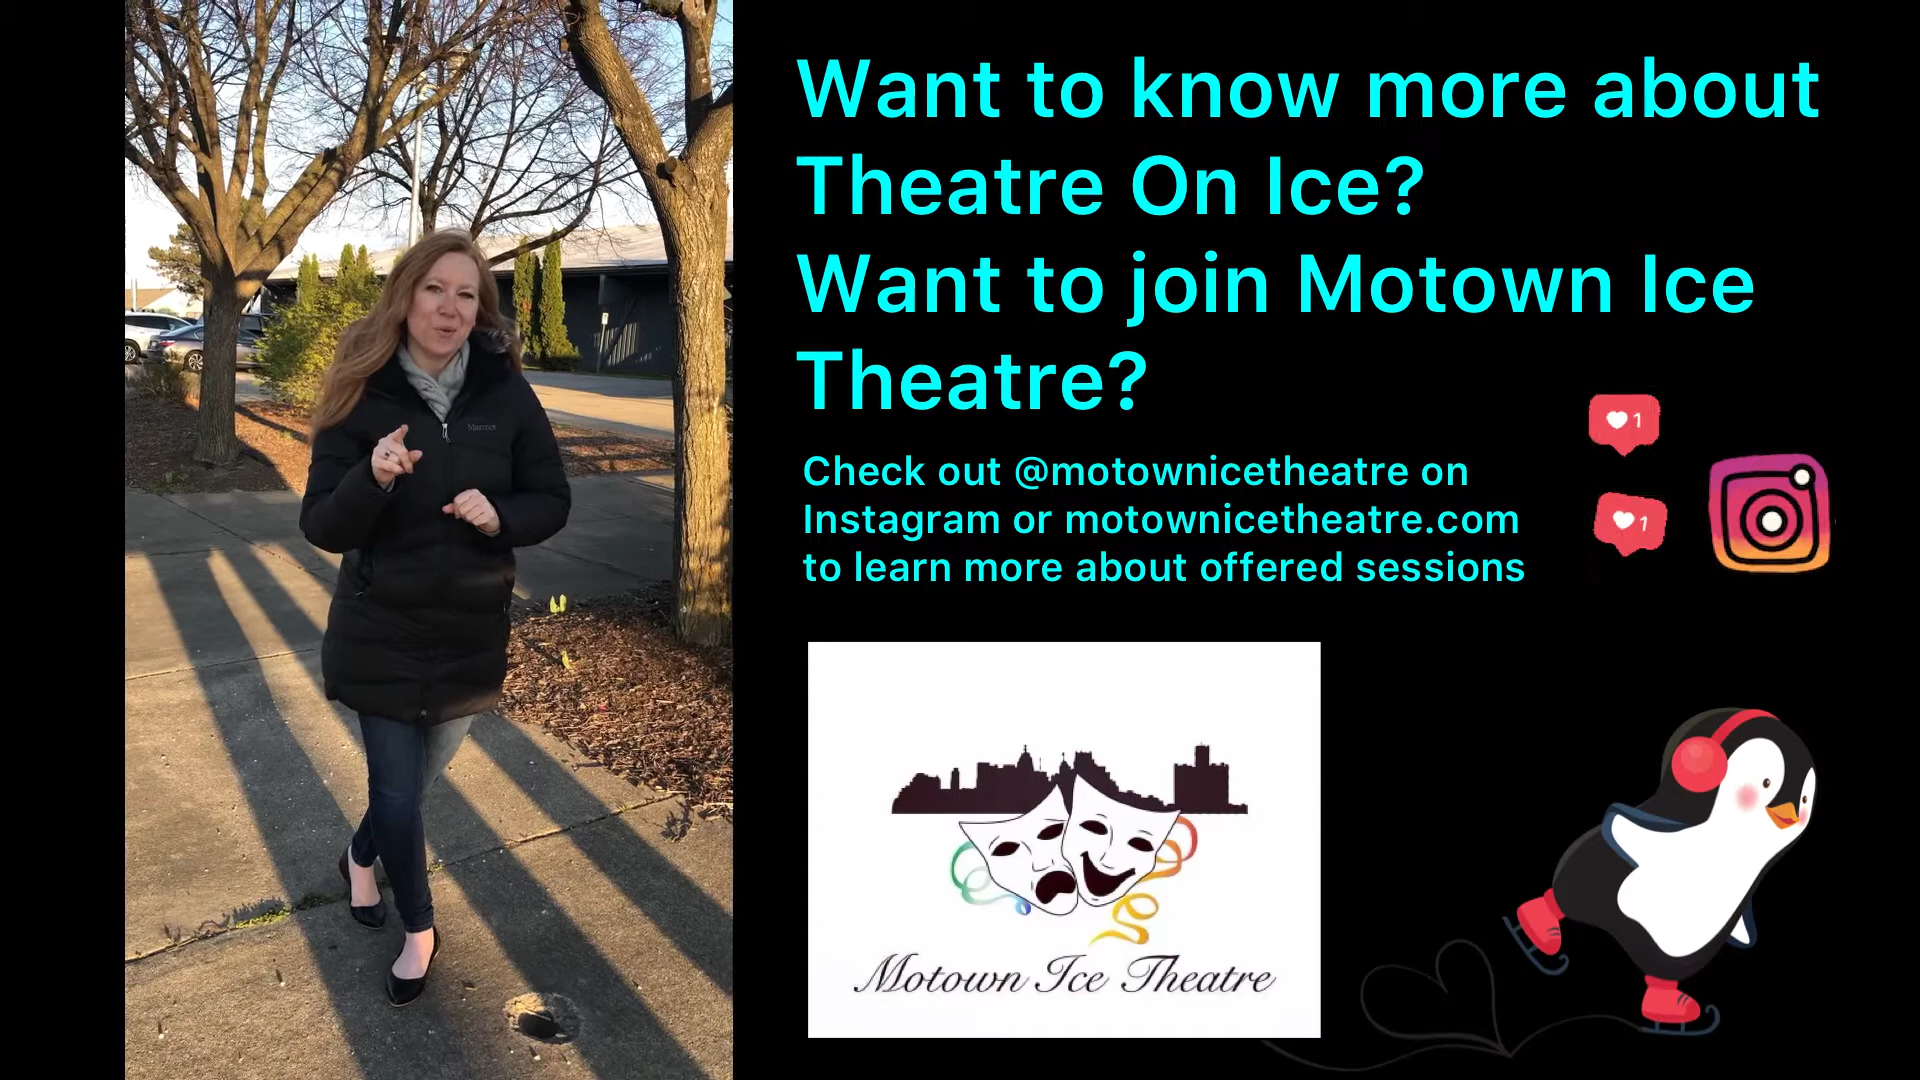 Want to know more about
Theatre On Ice?
Want to join Motown Ice
Theatre?
Check out @motownicetheatre on
Instagram or motownicetheatre.com
to learn more about offered sessions
1
1
Marmot
Motown Ice Theatre